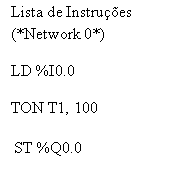 Lista de Instruções
(*Network 0*)
LD %I0.0
TON T1, 100
ST %Q0.0